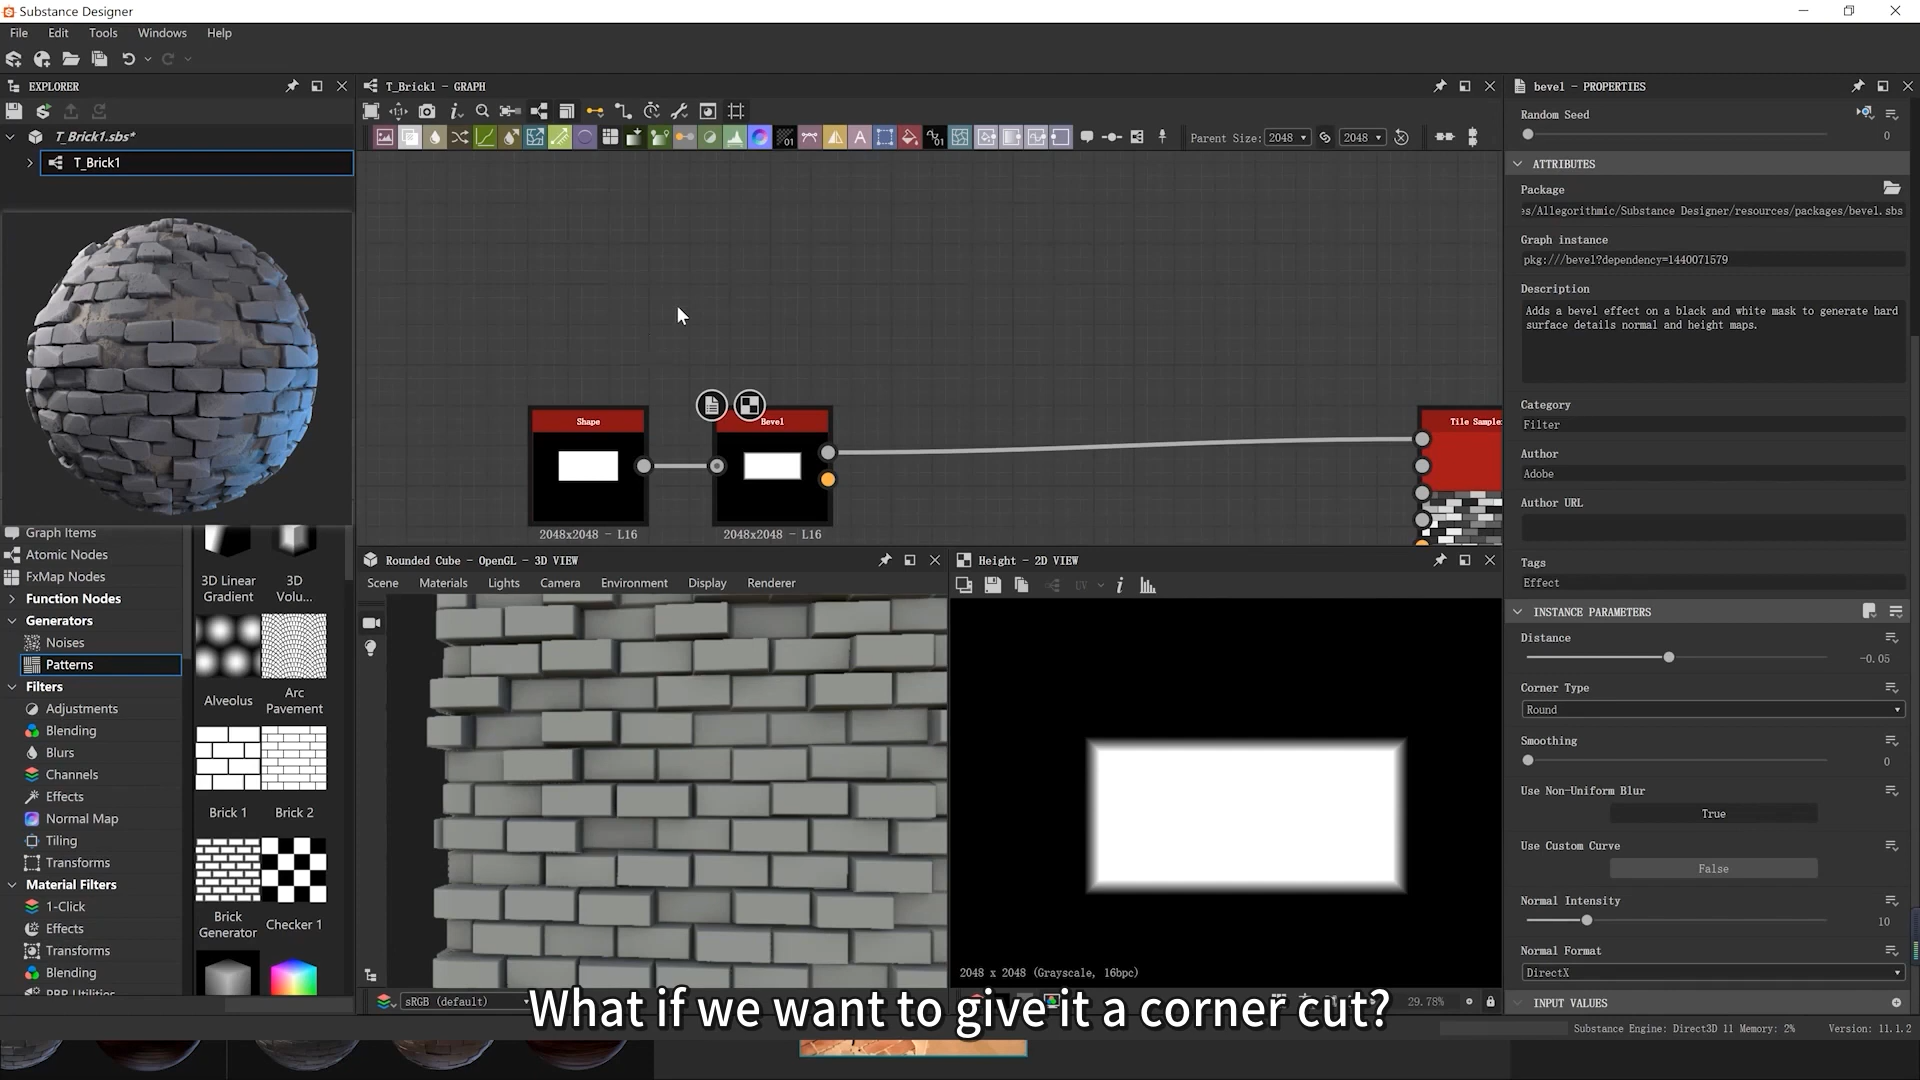 Substance Designer
File Edit Tools Windows Help
EXPLORER
T_Brick1.sbs*
T_Brick1
T_Brick1 - GRAPH
Parent Size: 2048 2048
Shape
2048x2048 - L16
Bevel
2048x2048 - L16
Tile Sample
Graph Items
Atomic Nodes
FxMap Nodes
Function Nodes
Generators
Noises
Patterns
Filters
Adjustments
Blending
Blurs
Channels
Effects
Normal Map
Tiling
Transforms
Material Filters
1-Click
Effects
Transforms
Blending
PBR Utilities
3D Linear
Gradient
3D
Volu...
Alveolus
Arc
Pavement
Brick 1
Brick 2
Brick
Generator
Checker 1
Rounded Cube - OpenGL - 3D VIEW
Scene Materials Lights Camera Environment Display Renderer
sRGB (default)
Height - 2D VIEW
UV
2048 x 2048 (Grayscale, 16bpc)
29.78%
bevel - PROPERTIES
Random Seed
0
ATTRIBUTES
Package
es/Allegorithmic/Substance Designer/resources/packages/bevel.sbs
Graph instance
pkg:///bevel?dependency=1440071579
Description
Adds a bevel effect on a black and white mask to generate hard
surface details normal and height maps.
Category
Filter
Author
Adobe
Author URL
Tags
Effect
INSTANCE PARAMETERS
Distance
-0.05
Corner Type
Round
Smoothing
0
Use Non-Uniform Blur
True
Use Custom Curve
False
Normal Intensity
10
Normal Format
DirectX
INPUT VALUES
Substance Engine: Direct3D 11 Memory: 2% Version: 11.1.2
What if we want to give it a corner cut?